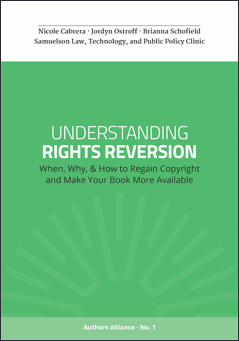 Nicole Cabrera · Jordyn Ostroff · Brianna Schofield
Samuelson Law, Technology, and Public Policy Clinic
UNDERSTANDING
RIGHTS REVERSION
When, Why, & How to Regain Copyright
and Make Your Book More Available
Authors Alliance · No. 1